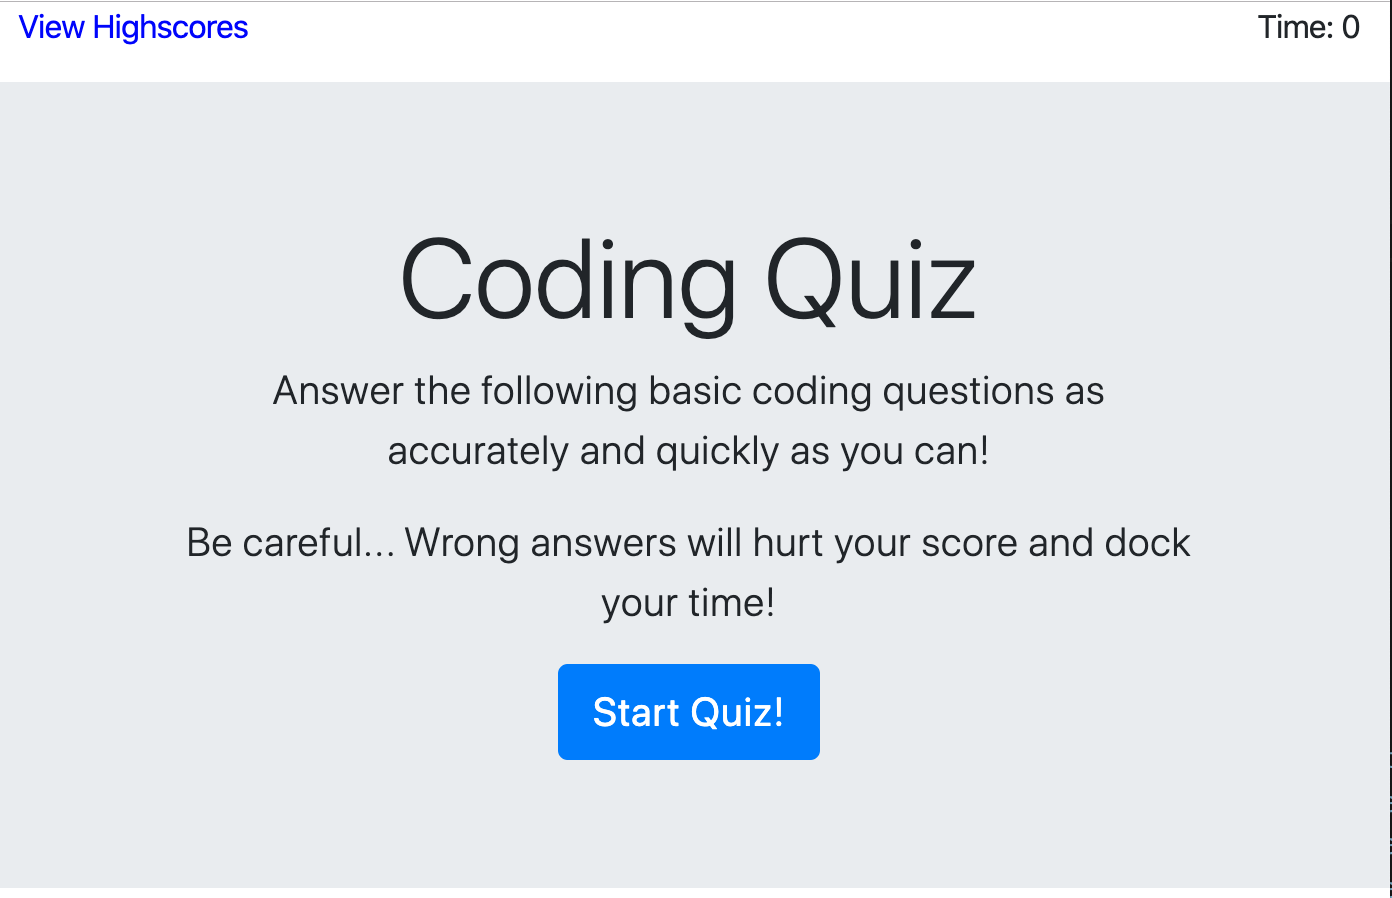 View Highscores
Time: 0
Coding Quiz
Answer the following basic coding questions as
accurately and quickly as you can!
Be careful... Wrong answers will hurt your score and dock
your time!
Start Quiz!